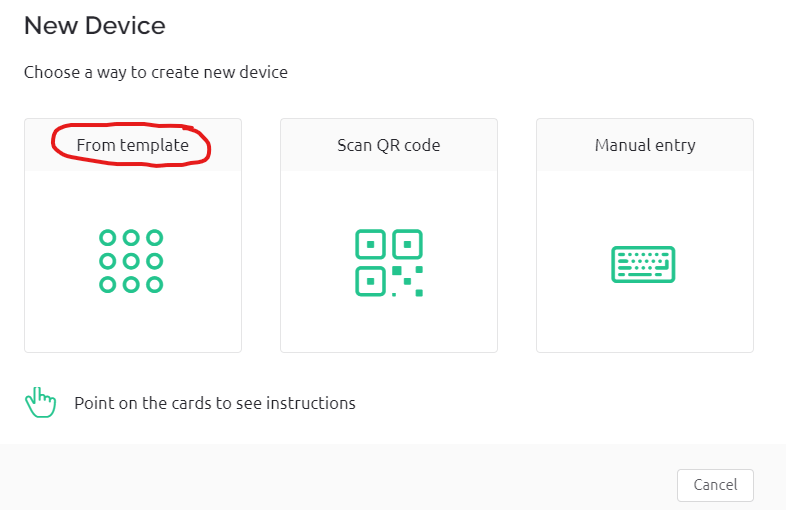 New Device
Choose a way to create new device
From template
Scan QR code
Manual entry
Point on the cards to see instructions
Cancel